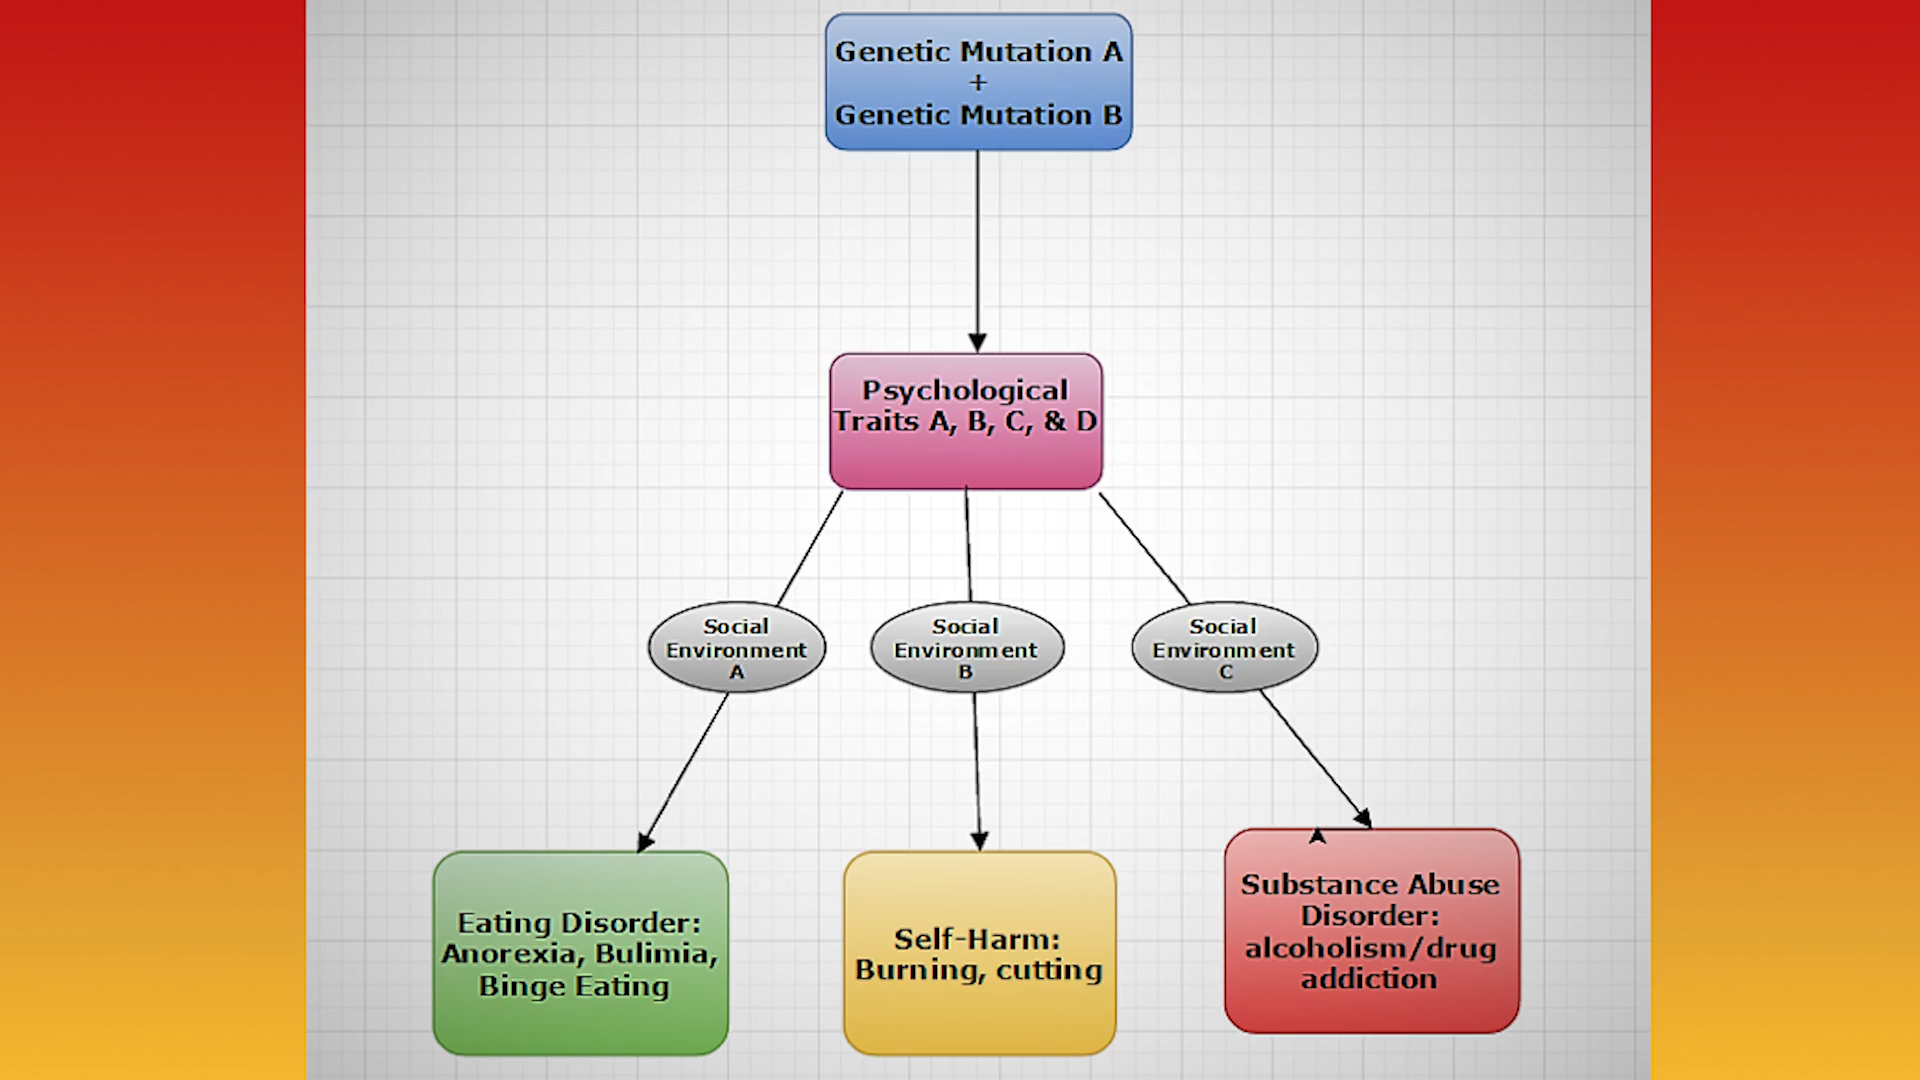 Genetic Mutation A
+
Genetic Mutation B
Psychological
Traits A, B, C, & D
Social
Environment
A
Social
Environment
B
Social
Environment
C
Eating Disorder:
Anorexia, Bulimia,
Binge Eating
Self-Harm:
Burning, cutting
Substance Abuse
Disorder:
alcoholism/drug
addiction